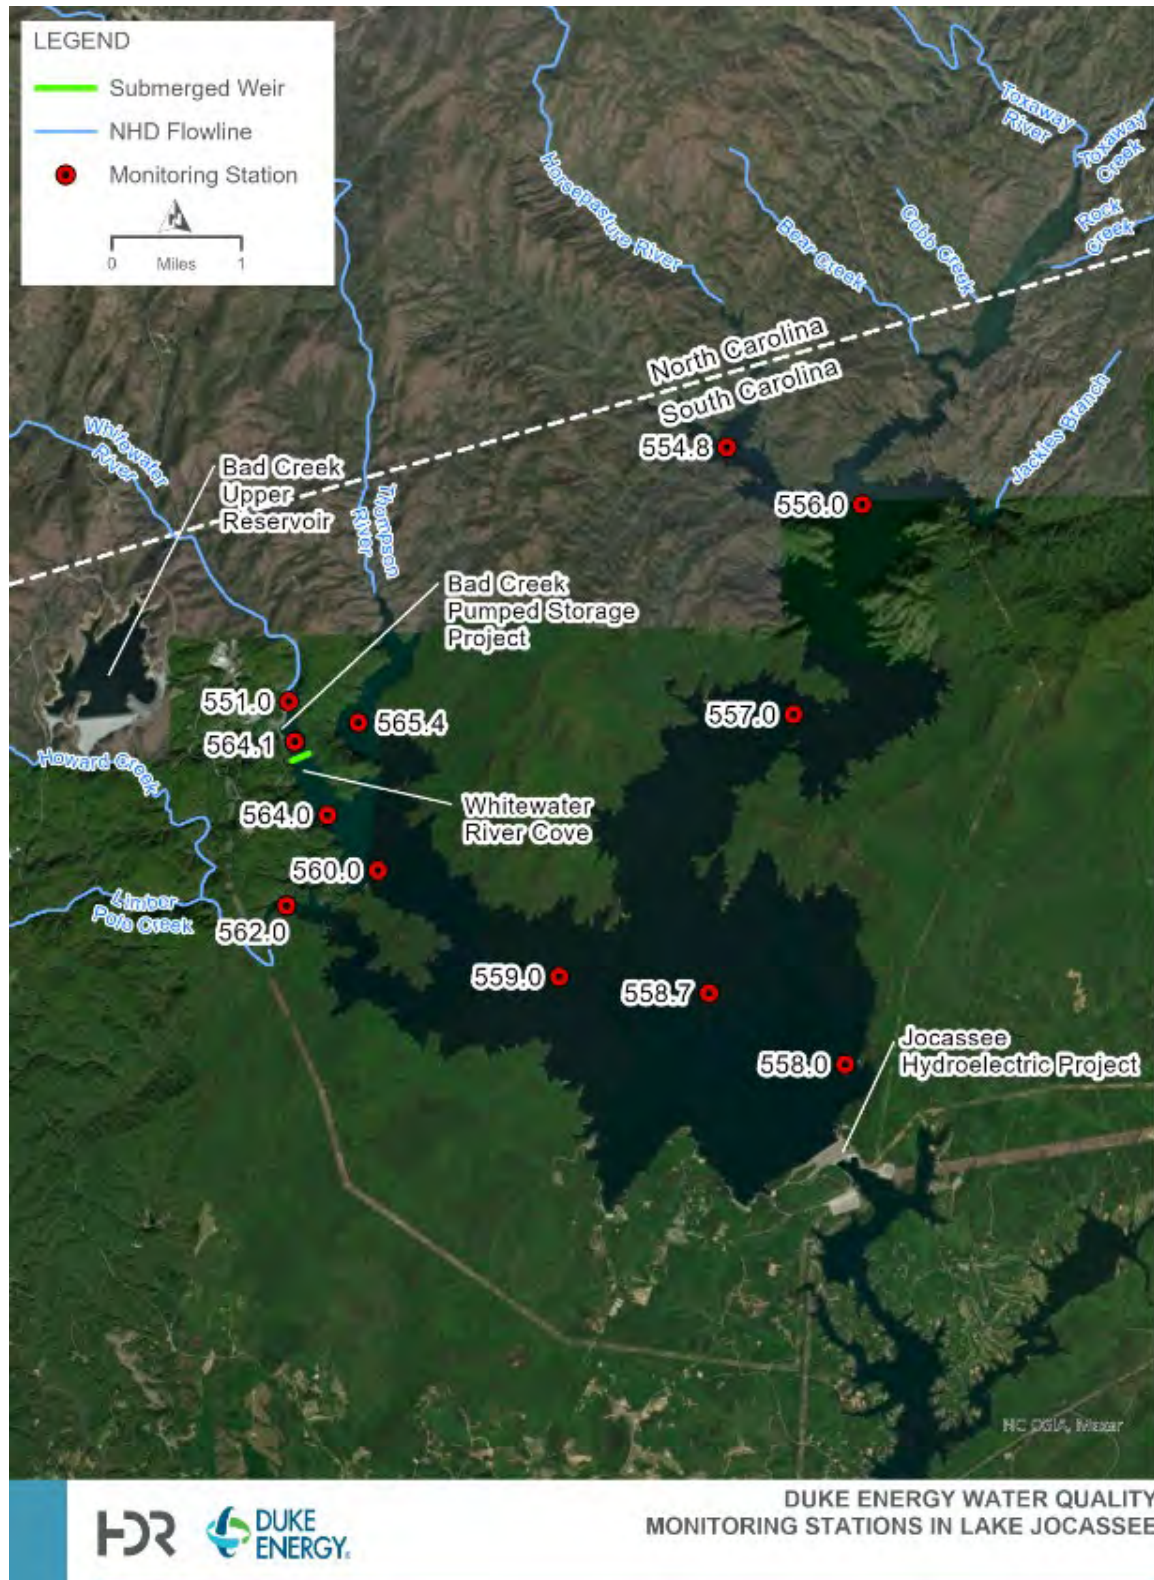 LEGEND
Submerged Weir
NHD Flowline
Monitoring Station
0 Miles 1
Toxaway
River
Toxaway
Creek
Rock
Creek
Horsepasture River
Bear Creek
Cobb Creek
North Carolina
South Carolina
Jackies Branch
554.8
556.0
Whitewater
River
Bad Creek
Upper
Reservoir
Thompson
River
Bad Creek
Pumped Storage
Project
551.0
565.4
557.0
564.1
Howard Creek
Whitewater
River Cove
564.0
560.0
Limber
Pole Creek
562.0
559.0
558.7
558.0
Jocassee
Hydroelectric Project
NC CGIA, Maxar
HDR
DUKE
ENERGY®
DUKE ENERGY WATER QUALITY
MONITORING STATIONS IN LAKE JOCASSEE